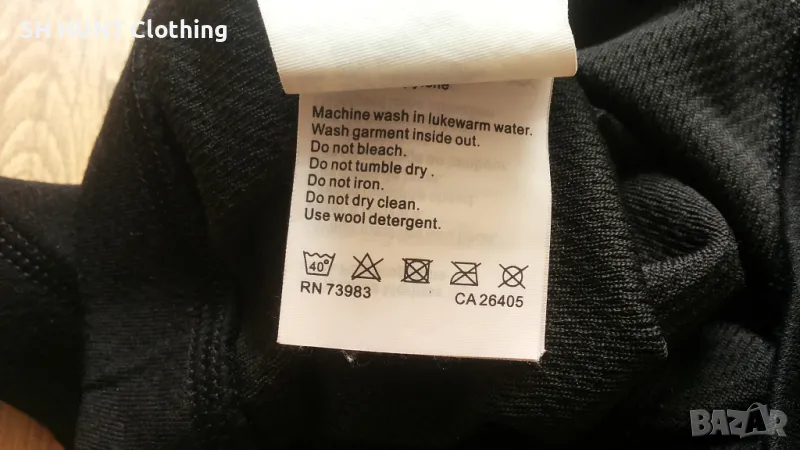 SH HUNT Clothing
Machine wash in lukewarm water.
Wash garment inside out.
Do not bleach.
Do not tumble dry .
Do not iron.
Do not dry clean.
Use wool detergent.
40°
RN 73983 CA 26405
BAZAR